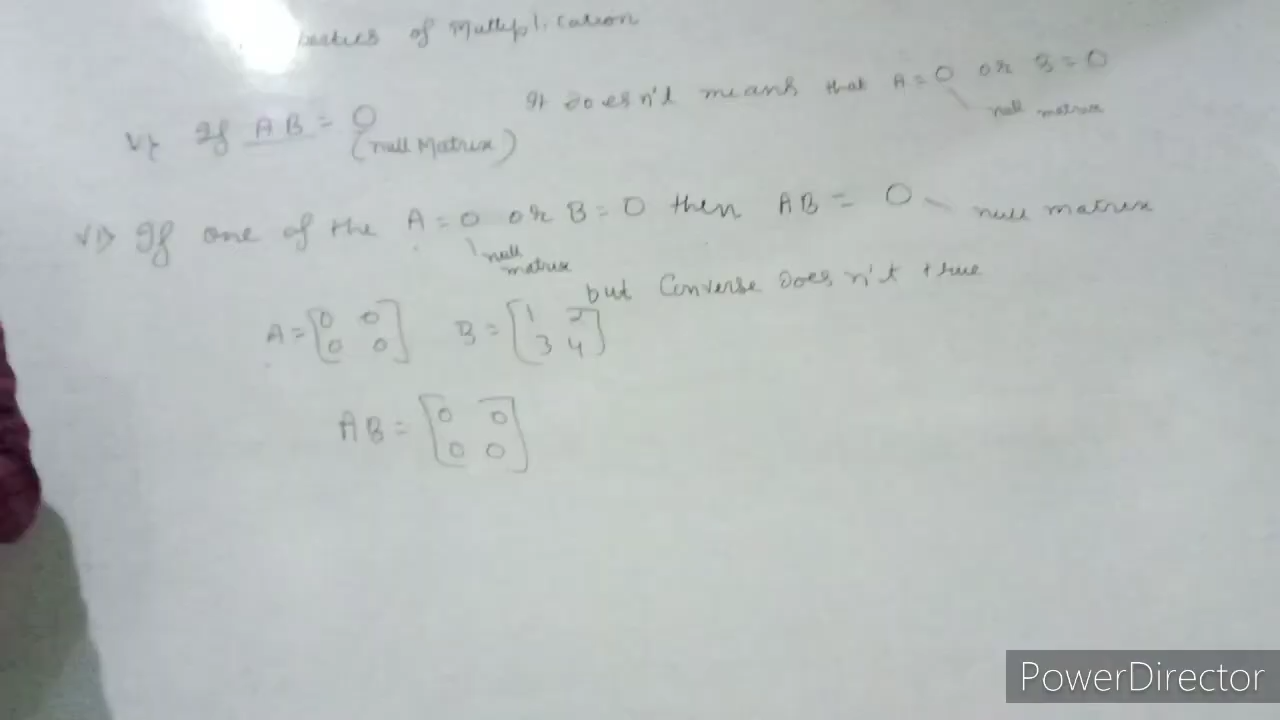 of Multiplication
V) If AB = 0 It doesn't means that A = 0 or B = 0
(null Matrix) null matrix
VI) If one of the A = 0 or B = 0 then AB = 0 null matrix
null matrix
but Converse does n't true
A = [0 0 0 0] B = [1 2 3 4]
AB = [0 0 0 0]
PowerDirector